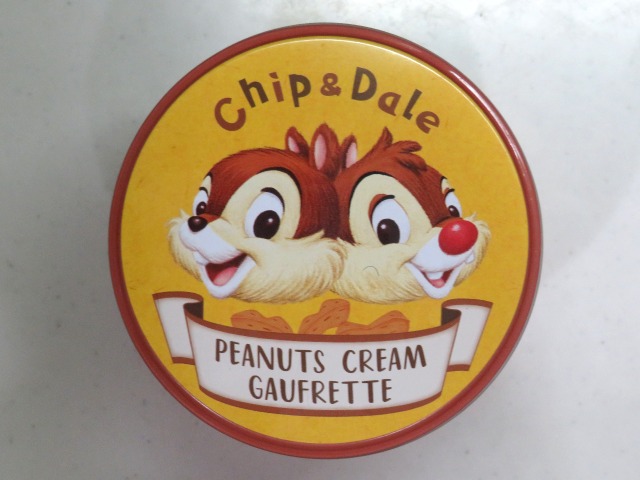 Chip & Dale
PEANUTS CREAM
GAUFRETTE